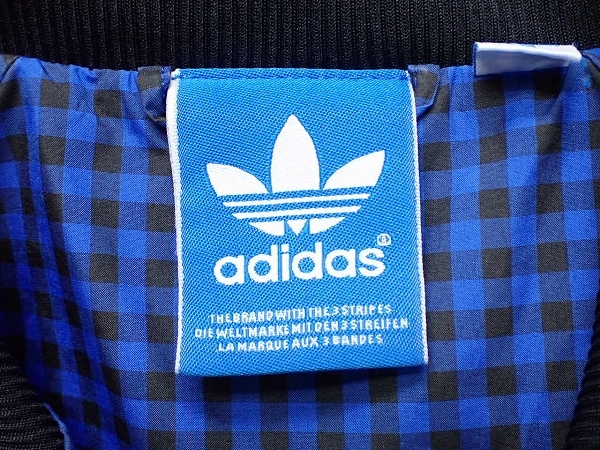 adidas®
THE BRAND WITH THE 3 STRIPES
DIE WELTMARKE MIT DEN 3 STREIFEN
LA MARQUE AUX 3 BANDES